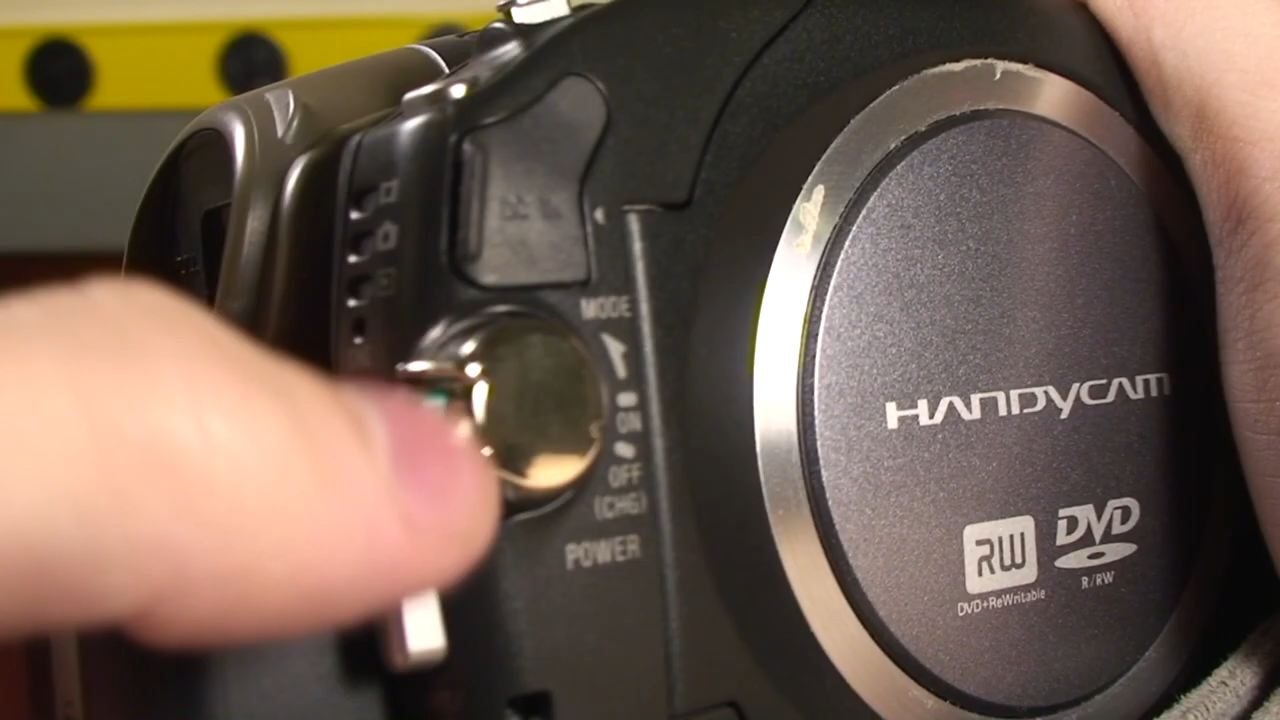 MODE
ON
OFF
(CHG)
POWER
HANDYCAM
RW
DVD+ReWritable
DVD
R/RW